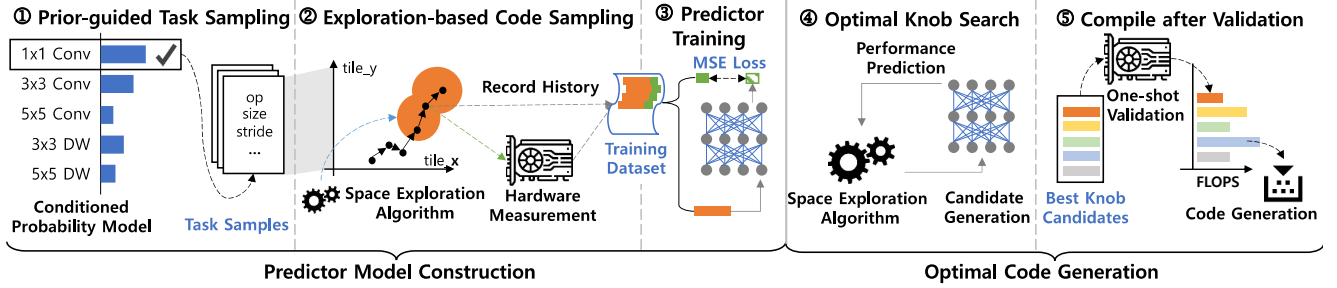 ① Prior-guided Task Sampling
1x1 Conv
3x3 Conv
5x5 Conv
3x3 DW
5x5 DW
Conditioned
Probability Model
op
size
stride
...
Task Samples
② Exploration-based Code Sampling
tile_y
tile_x
Space Exploration
Algorithm
Record History
Hardware
Measurement
Training
Dataset
③ Predictor
Training
MSE Loss
④ Optimal Knob Search
Performance
Prediction
Space Exploration
Algorithm
Candidate
Generation
⑤ Compile after Validation
One-shot
Validation
Best Knob
Candidates
FLOPS
Code Generation
Predictor Model Construction
Optimal Code Generation